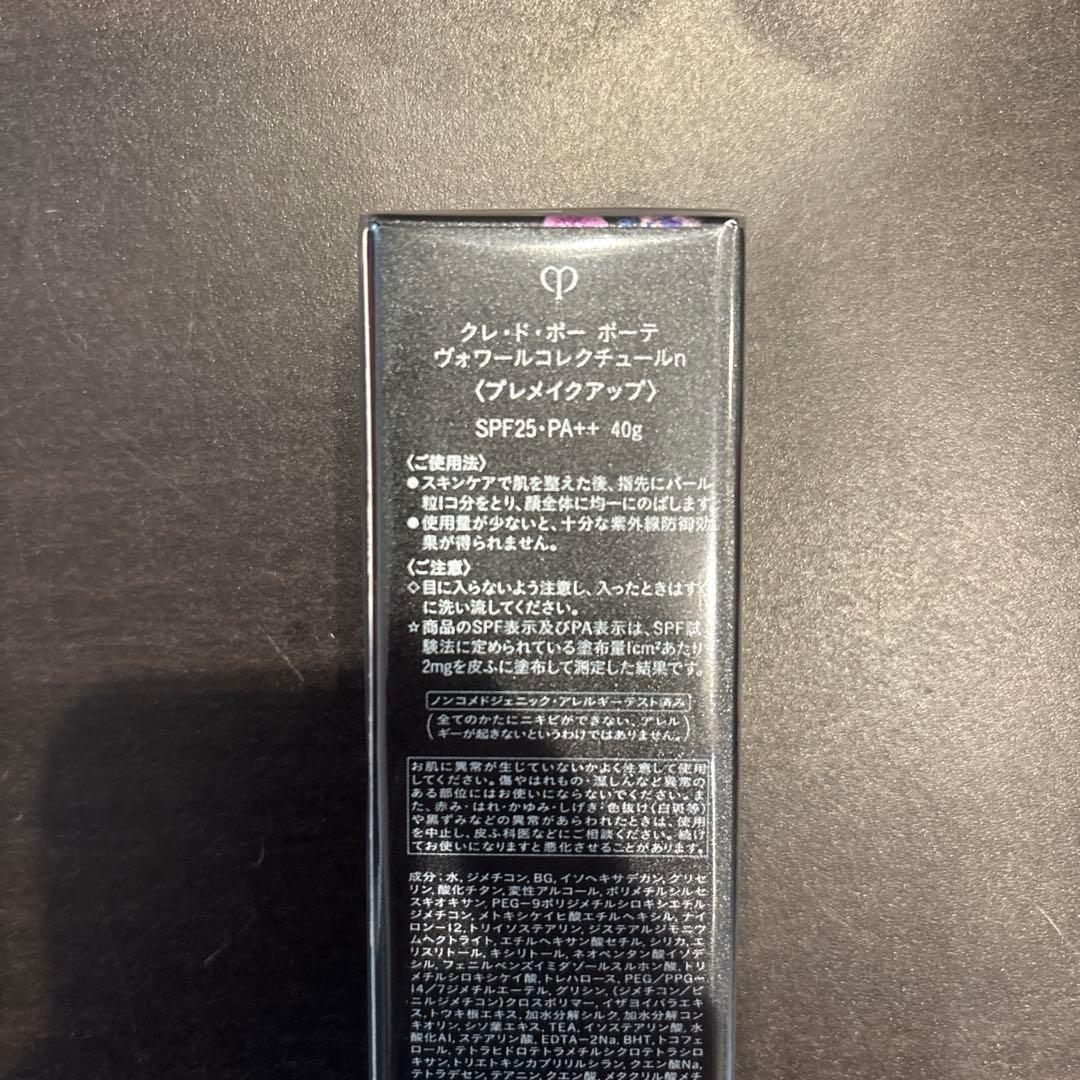 クレ・ド・ポー ボーテ
ヴォワールコレクチュールn
〈プレメイクアップ〉
SPF25・PA++ 40g
〈ご使用法〉
●スキンケアで肌を整えた後、指先にパール
粒1コ分をとり、顔全体に均一にのばします
●使用量が少ないと、十分な紫外線防御効
果が得られません。
〈ご注意〉
◇目に入らないよう注意し、入ったときはすぐ
に洗い流してください。
☆商品のSPF表示及びPA表示は、SPF試
験法に定められている塗布量1cm²あたり
2mgを皮ふに塗布して測定した結果です。
ノンコメドジェニック・アレルギーテスト済み
(全てのかたにニキビができない、アレル
ギーが起きないというわけではありません。)
お肌に異常が生じていないかよく注意して使用
してください。傷やはれもの・湿しんなど異常の
ある部位にはお使いにならないでください。ま
た、赤み・はれ・かゆみ・しげき・色抜け(白斑等)
や黒ずみなどの異常があらわれたときは、使用
を中止し、皮ふ科医などにご相談ください。続け
てお使いになりますと悪化させることがあります。
成分:水, ジメチコン, BG, イソヘキサデカン, グリセ
リン, 酸化チタン, 変性アルコール, ポリメチルシルセ
スキオキサン, PEG-9ポリジメチルシロキシエチル
ジメチコン, メトキシケイヒ酸エチルヘキシル, ナイ
ロン-12, トリイソステアリン, ジステアルジモニウ
ムヘクトライト, エチルヘキサン酸セチル, シリカ, エ
リスリトール, キシリトール, ネオペンタン酸イソデ
シル, フェニルベンズイミダゾールスルホン酸, トリ
メチルシロキシケイ酸, トレハロース, PEG/PPG-
14/7ジメチルエーテル, グリシン, (ジメチコン/ビ
ニルジメチコン)クロスポリマー, イザヨイバラエキ
ス, トウキ根エキス, 加水分解シルク, 加水分解コン
キオリン, シソ葉エキス, TEA, イソステアリン酸, 水
酸化Al, ステアリン酸, EDTA-2Na, BHT, トコフェ
ロール, テトラヒドロテトラメチルシクロテトラシロ
キサン, トリエトキシカプリリルシラン, クエン酸Na,
テトラデセン, テアニン, クエン酸, メタクリル酸メチ